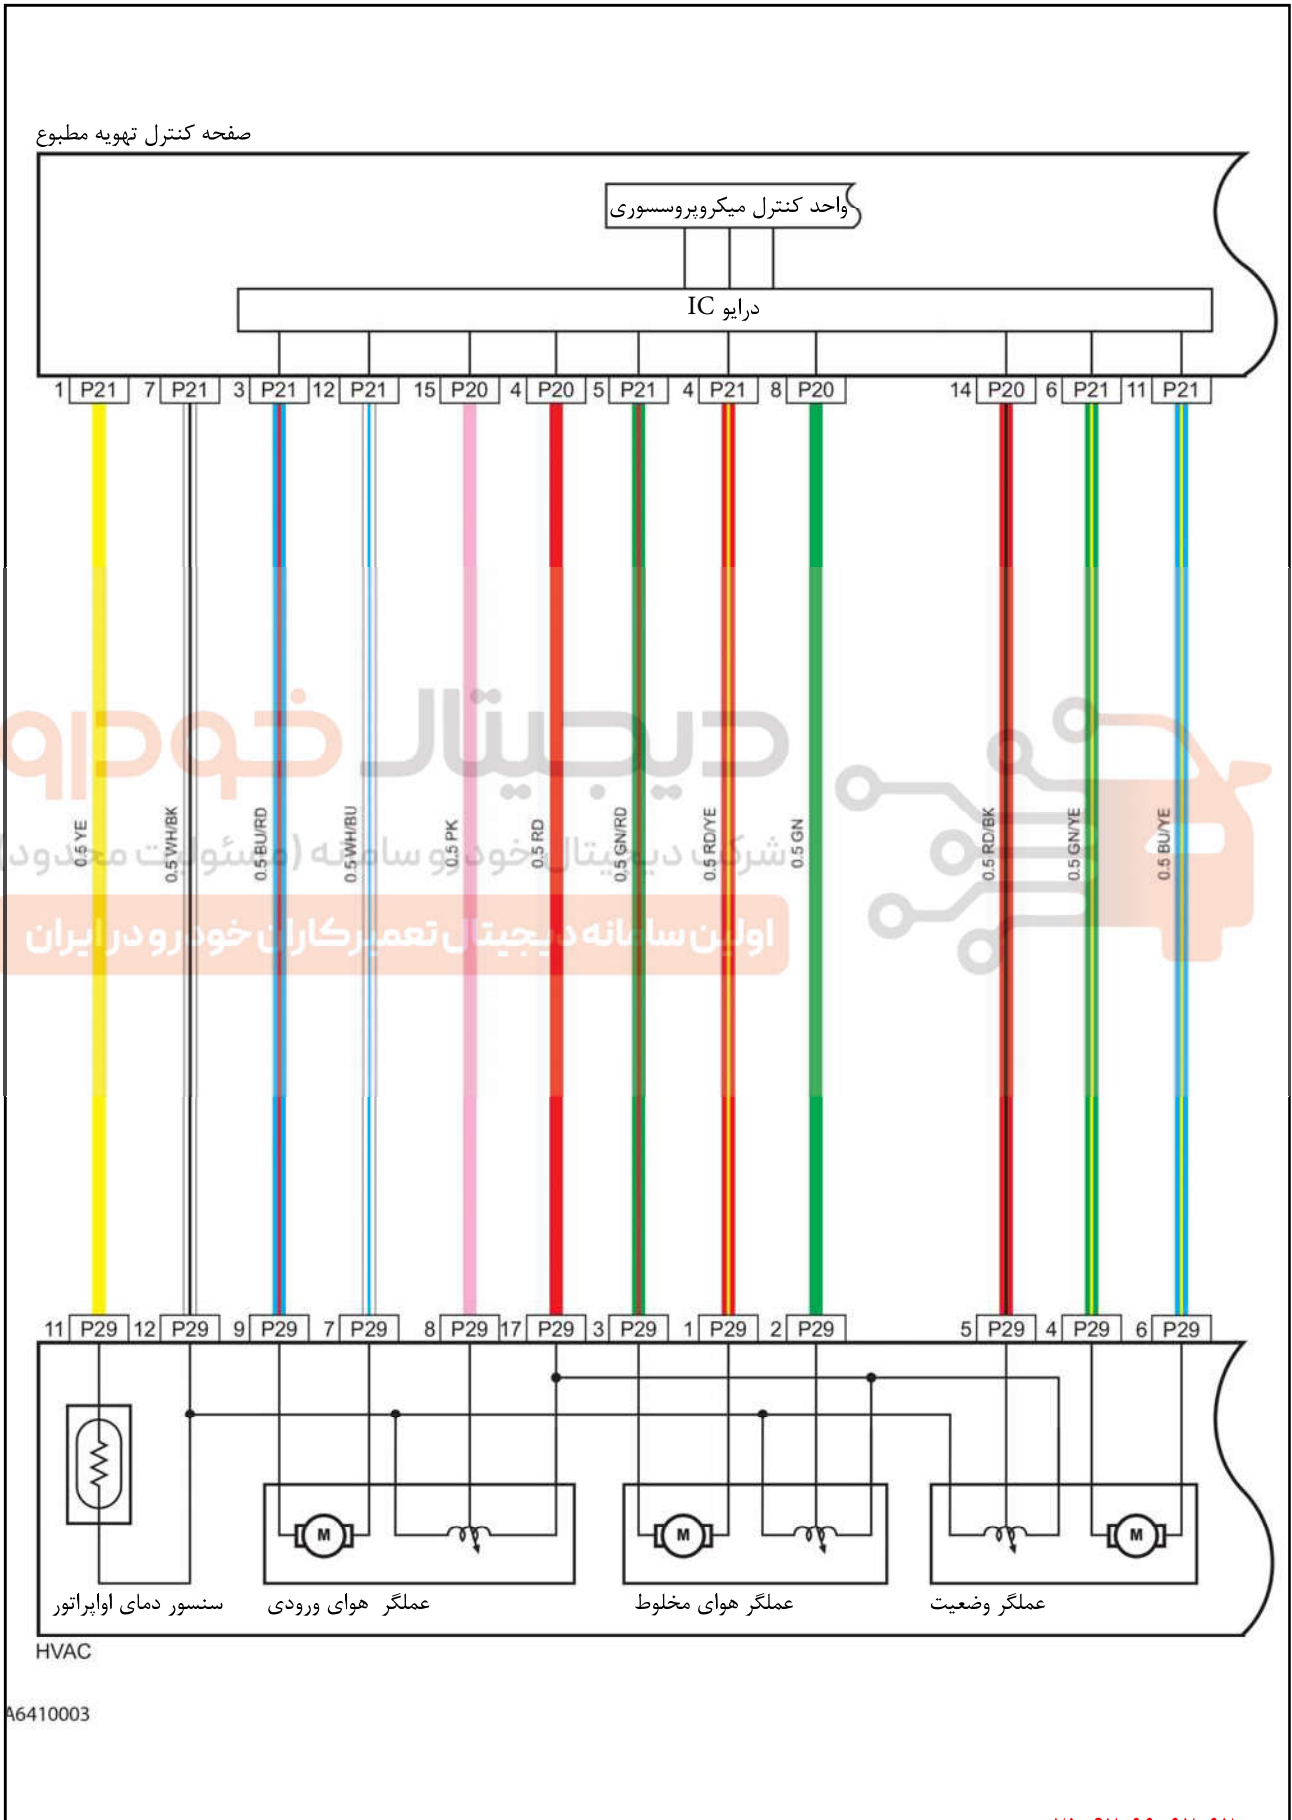 صفحه کنترل تهویه مطبوع
واحد کنترل میکروپروسسوری
درایو IC
1 P21 7 P21 3 P21 12 P21 15 P20 4 P20 5 P21 4 P21 8 P20 14 P20 6 P21 11 P21
دیجیتال خودرو
0.5 YE 0.5 WH/BK 0.5 BU/RD 0.5 WH/BU 0.5 PK 0.5 RD 0.5 GN/RD 0.5 RD/YE 0.5 GN 0.5 RD/BK 0.5 GN/YE 0.5 BU/YE
شرکت دیجیتال خودرو سامانه (مسئولیت محدود)
اولین سامانه دیجیتال تعمیرکاران خودرو در ایران
11 P29 12 P29 9 P29 7 P29 8 P29 17 P29 3 P29 1 P29 2 P29 5 P29 4 P29 6 P29
M M M
سنسور دمای اواپراتور
عملگر هوای ورودی
عملگر هوای مخلوط
عملگر وضعیت
HVAC
A6410003